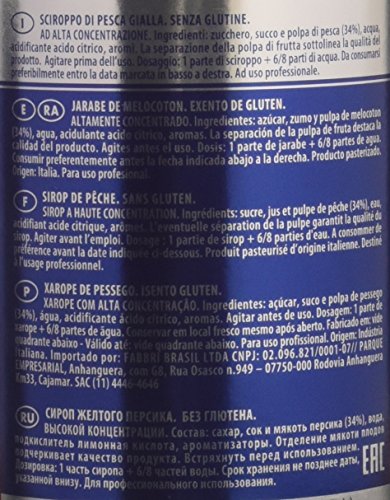 I SCIROPPO DI PESCA GIALLA. SENZA GLUTINE.
AD ALTA CONCENTRAZIONE. Ingredienti: zucchero, succo e polpa di pesca (34%), acqua,
acidificante acido citrico, aromi. La separazione della polpa di frutta sottolinea la qualità del
prodotto. Agitare prima dell'uso. Dosaggio: 1 parte di sciroppo + 6/8 parti di acqua. Da consumarsi
preferibilmente entro la data marcata in basso a destra. Ad uso professionale.
E RA JARABE DE MELOCOTON. EXENTO DE GLUTEN.
ALTAMENTE CONCENTRADO. Ingredientes: azúcar, zumo y pulpa de melocoton
(34%), agua, acidulante acido citrico, aromas. La separación de la pulpa de fruta destaca la
calidad del producto. Agites antes el uso. Dosis: 1 parte de jarabe + 6/8 partes de agua.
Consumir preferentemente antes de fecha indicada abajo a la derecha. Producto pasterizado.
Origen: Italia. Para uso profesional.
F SIROP DE PÊCHE. SANS GLUTEN.
SIROP A HAUTE CONCENTRATION. Ingrédients: sucre, jus et pulpe de pêche (34%), eau,
acidifiant acide citrique, arômes. L'éventuelle séparation de la pulpe souligne la qualité du
sirop. Agiter avant l'emploi. Dosage : 1 partie de sirop + 6/8 parties d'eau. A consommer de
préférence avant la date ci-dessous à droite. Produit pasteurisé d'origine italienne. Destiné
à l'usage professionnel.
P XAROPE DE PESSEGO. ISENTO GLUTEN.
XAROPE COM ALTA CONCENTRAÇÃO. Ingredientes: açúcar, suco e polpa de pessego
(34%), água, acidificante ácido cítrico, aromas. Agitar antes de usar. Dosagem: 1 parte de
xarope + 6/8 partes de água. Conservar em local fresco mesmo após aberto. Fabricado em: vide
quadrante abaixo - Válido até: vide quadrante abaixo. Para uso profissional. Origem: Indústria
Italiana. Importado por: FABBRI BRASIL LTDA CNPJ: 02.096.821/0001-07 / PARQUE
EMPRESARIAL, Anhanguera, com G8, Rua Osasco n.949 – 07750-000 Rodovia Anhanguera
Km33, Cajamar. SAC (11) 4446-4646
RU СИРОП ЖЕЛТОГО ПЕРСИКА. БЕЗ ГЛЮТЕНА.
ВЫСОКОЙ КОНЦЕНТРАЦИИ. Состав: сахар, сок и мякоть персика (34%), вода,
подкислитель лимонная кислота, ароматизаторы. Отделение мякоти плодов
подчеркивает качество продукта. Встряхнуть перед использованием.
Дозировка: 1 часть сиропа + 6/8 частей воды. Срок хранения не позднее даты,
указанной внизу. Для профессионального использования. EAC